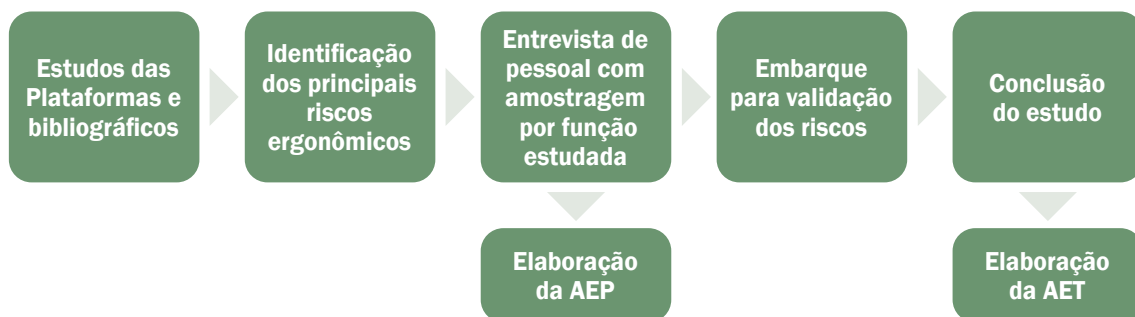 Estudos das
Plataformas e
bibliográficos
Identificação
dos principais
riscos
ergonômicos
Entrevista de
pessoal com
amostragem
por função
estudada
Embarque
para validação
dos riscos
Conclusão
do estudo
Elaboração
da AEP
Elaboração
da AET